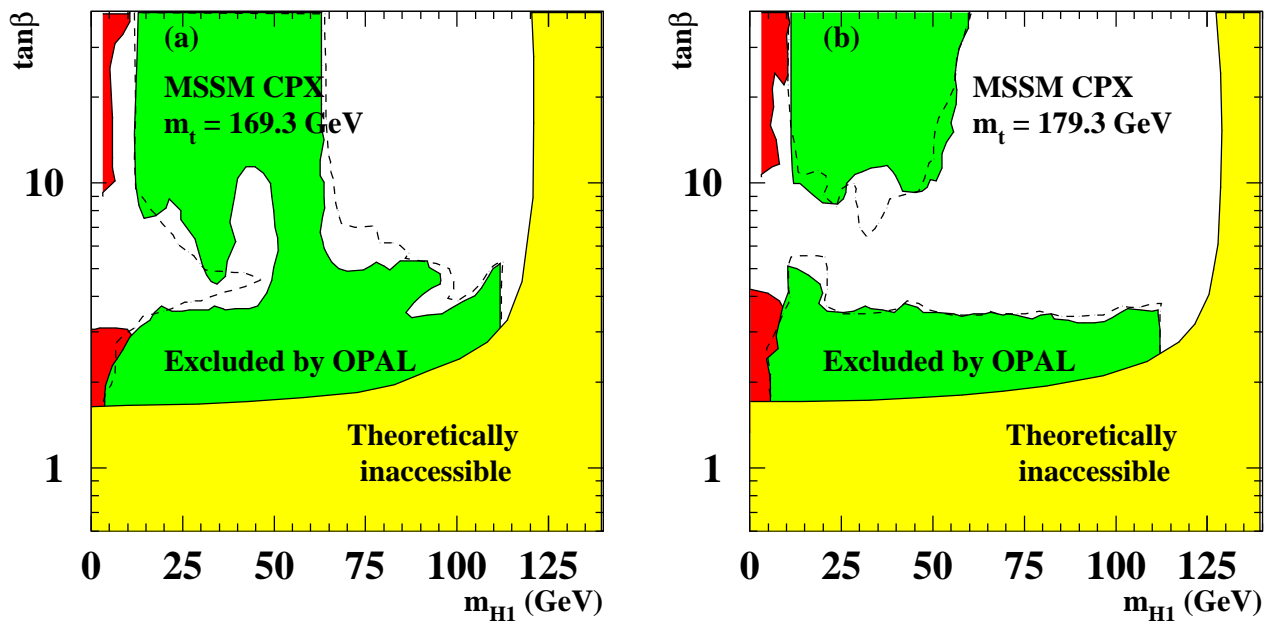 tanβ
(a)
MSSM CPX
m_t = 169.3 GeV
10
Excluded by OPAL
Theoretically
inaccessible
1
0 25 50 75 100 125
m_H1 (GeV)
tanβ
(b)
MSSM CPX
m_t = 179.3 GeV
10
Excluded by OPAL
Theoretically
inaccessible
1
0 25 50 75 100 125
m_H1 (GeV)